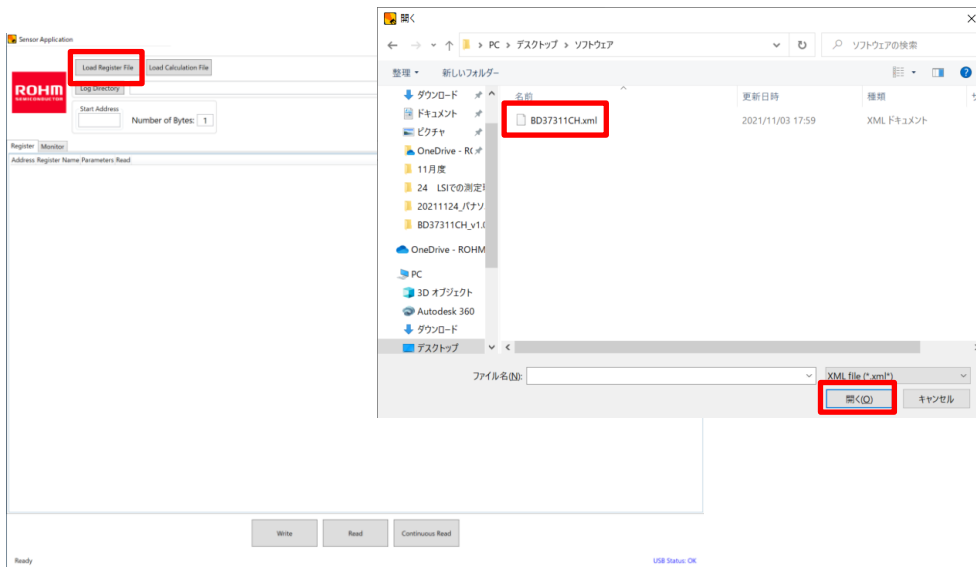 Sensor Application
Load Register File
Load Calculation File
ROHM
SEMICONDUCTOR
Log Directory
Start Address
Number of Bytes: 1
Register
Monitor
Address Register Name Parameters Read
Write
Read
Continuous Read
Ready
USB Status: OK
開く
PC > デスクトップ > ソフトウェア
ソフトウェアの検索
整理
新しいフォルダー
ダウンロード
ドキュメント
ピクチャ
OneDrive - R
11月度
24 LSIでの測定
20211124_パナソ
BD37311CH_v1.0
OneDrive - ROHM
PC
3D オブジェクト
Autodesk 360
ダウンロード
デスクトップ
名前
更新日時
種類
BD37311CH.xml
2021/11/03 17:59
XML ドキュメント
ファイル名(N):
XML file (*.xml*)
開く(O)
キャンセル